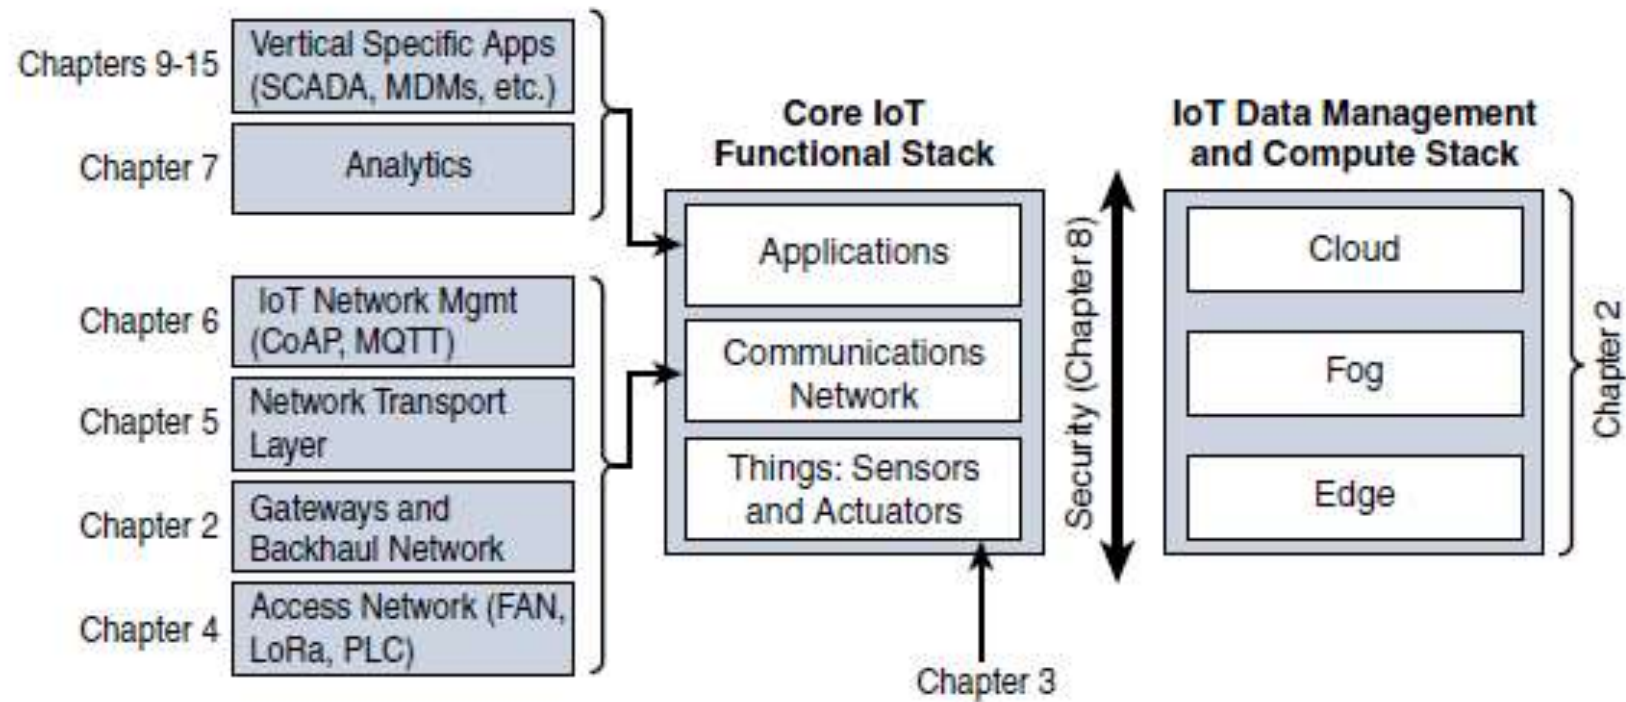 Chapters 9-15
Vertical Specific Apps
(SCADA, MDMs, etc.)
Chapter 7
Analytics
Chapter 6
IoT Network Mgmt
(CoAP, MQTT)
Chapter 5
Network Transport
Layer
Chapter 2
Gateways and
Backhaul Network
Chapter 4
Access Network (FAN,
LoRa, PLC)
Core IoT
Functional Stack
Applications
Communications
Network
Things: Sensors
and Actuators
Chapter 3
Security (Chapter 8)
IoT Data Management
and Compute Stack
Cloud
Fog
Edge
Chapter 2